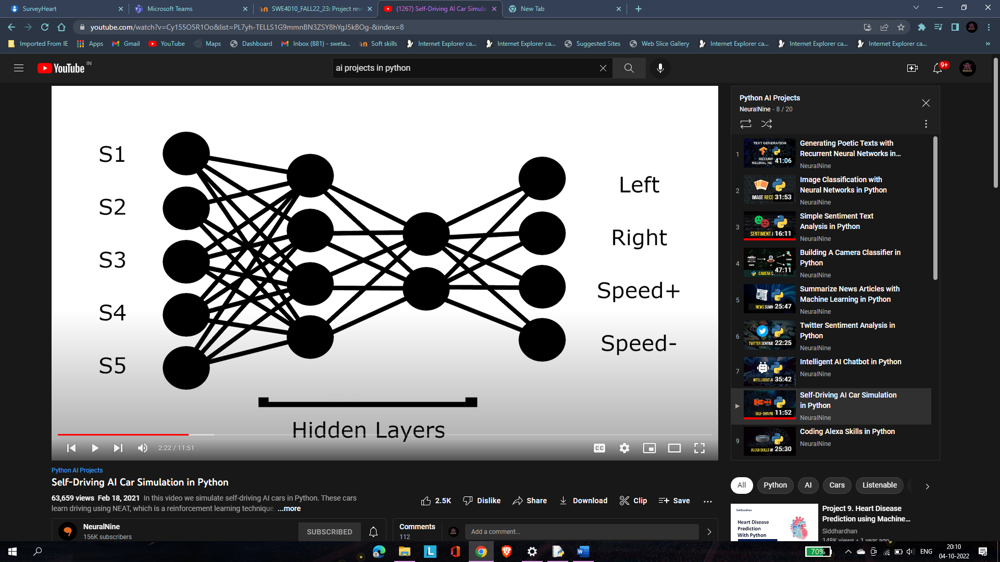 SurveyHeart
Microsoft Teams
SWE4010_FALL22_23: Project revi
(1267) Self-Driving AI Car Simulat
New Tab
youtube.com/watch?v=Cy155O5R1Oo&list=PL7yh-TELLS1G9mmnBN3ZSY8hYgJ5kBOg-&index=8
Imported From IE
Apps
Gmail
YouTube
Maps
Dashboard
Inbox (881) - sweta...
Soft skills
Internet Explorer ca...
Internet Explorer ca...
Suggested Sites
Web Slice Gallery
Internet Explorer ca...
Internet Explorer ca...
Internet Explorer ca...
»
YouTube IN
ai projects in python
9+
S1
S2
S3
S4
S5
Left
Right
Speed+
Speed-
Hidden Layers
2:22 / 11:51
CC
Python AI Projects
Self-Driving AI Car Simulation in Python
63,659 views Feb 18, 2021 In this video we simulate self-driving AI cars in Python. These cars
learn driving using NEAT, which is a reinforcement learning technique. ...more
2.5K
Dislike
Share
Download
Clip
Save
NeuralNine
156K subscribers
SUBSCRIBED
Comments
112
Add a comment...
Python AI Projects
NeuralNine - 8 / 20
1
TEXT GENERATION
41:06
Generating Poetic Texts with
Recurrent Neural Networks in...
NeuralNine
2
IMAGE RECO
31:53
Image Classification with
Neural Networks in Python
NeuralNine
3
SENTIMENT
16:11
Simple Sentiment Text
Analysis in Python
NeuralNine
4
47:11
Building A Camera Classifier in
Python
NeuralNine
5
NEWS SUMM
25:47
Summarize News Articles with
Machine Learning in Python
NeuralNine
6
TWITTER SENTIME
22:25
Twitter Sentiment Analysis in
Python
NeuralNine
7
INTELLIGENT AI
35:42
Intelligent AI Chatbot in Python
NeuralNine
11:52
Self-Driving AI Car Simulation
in Python
NeuralNine
9
ALEXA SKILLS
25:30
Coding Alexa Skills in Python
NeuralNine
All
Python
AI
Cars
Listenable
Siddhardhan
Heart Disease
Prediction
With Python
Project 9. Heart Disease
Prediction using Machine...
Siddhardhan
148K views • 1 year ago
70%
ENG
20:10
04-10-2022